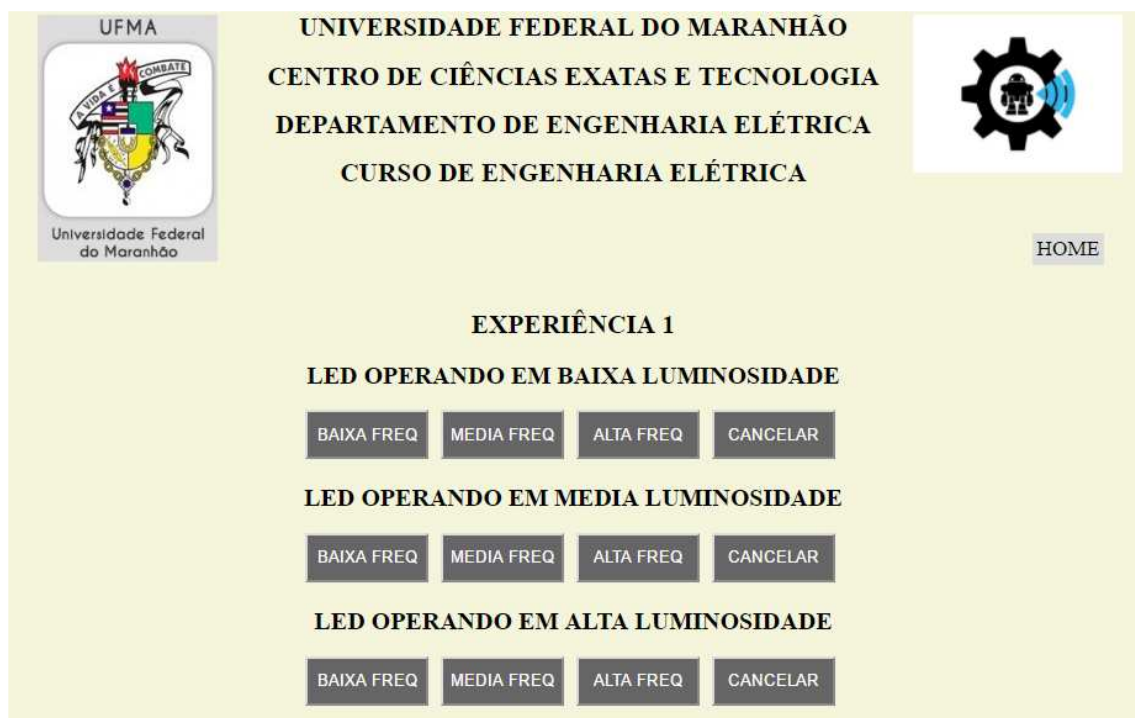 UFMA
A VIDA É COMBATE
Universidade Federal
do Maranhão
UNIVERSIDADE FEDERAL DO MARANHÃO
CENTRO DE CIÊNCIAS EXATAS E TECNOLOGIA
DEPARTAMENTO DE ENGENHARIA ELÉTRICA
CURSO DE ENGENHARIA ELÉTRICA
HOME
EXPERIÊNCIA 1
LED OPERANDO EM BAIXA LUMINOSIDADE
BAIXA FREQ MEDIA FREQ ALTA FREQ CANCELAR
LED OPERANDO EM MEDIA LUMINOSIDADE
BAIXA FREQ MEDIA FREQ ALTA FREQ CANCELAR
LED OPERANDO EM ALTA LUMINOSIDADE
BAIXA FREQ MEDIA FREQ ALTA FREQ CANCELAR